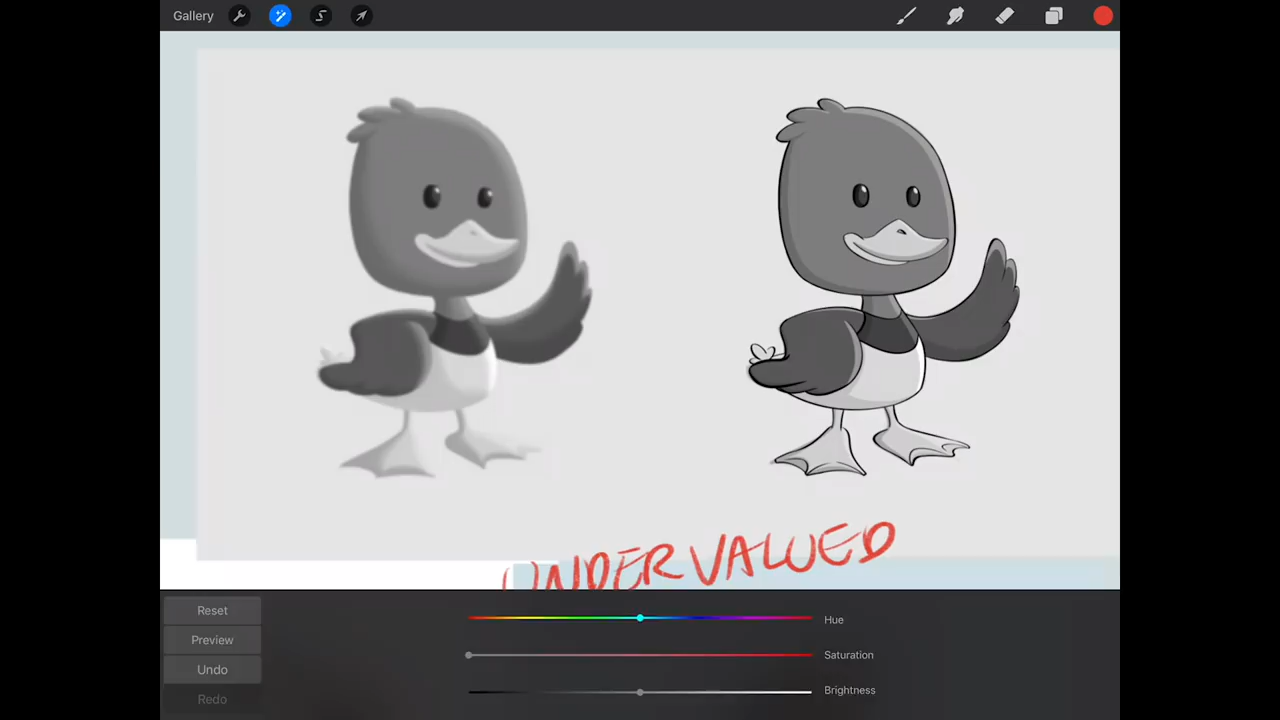 Gallery
UNDERVALUED
Reset
Preview
Undo
Redo
Hue
Saturation
Brightness